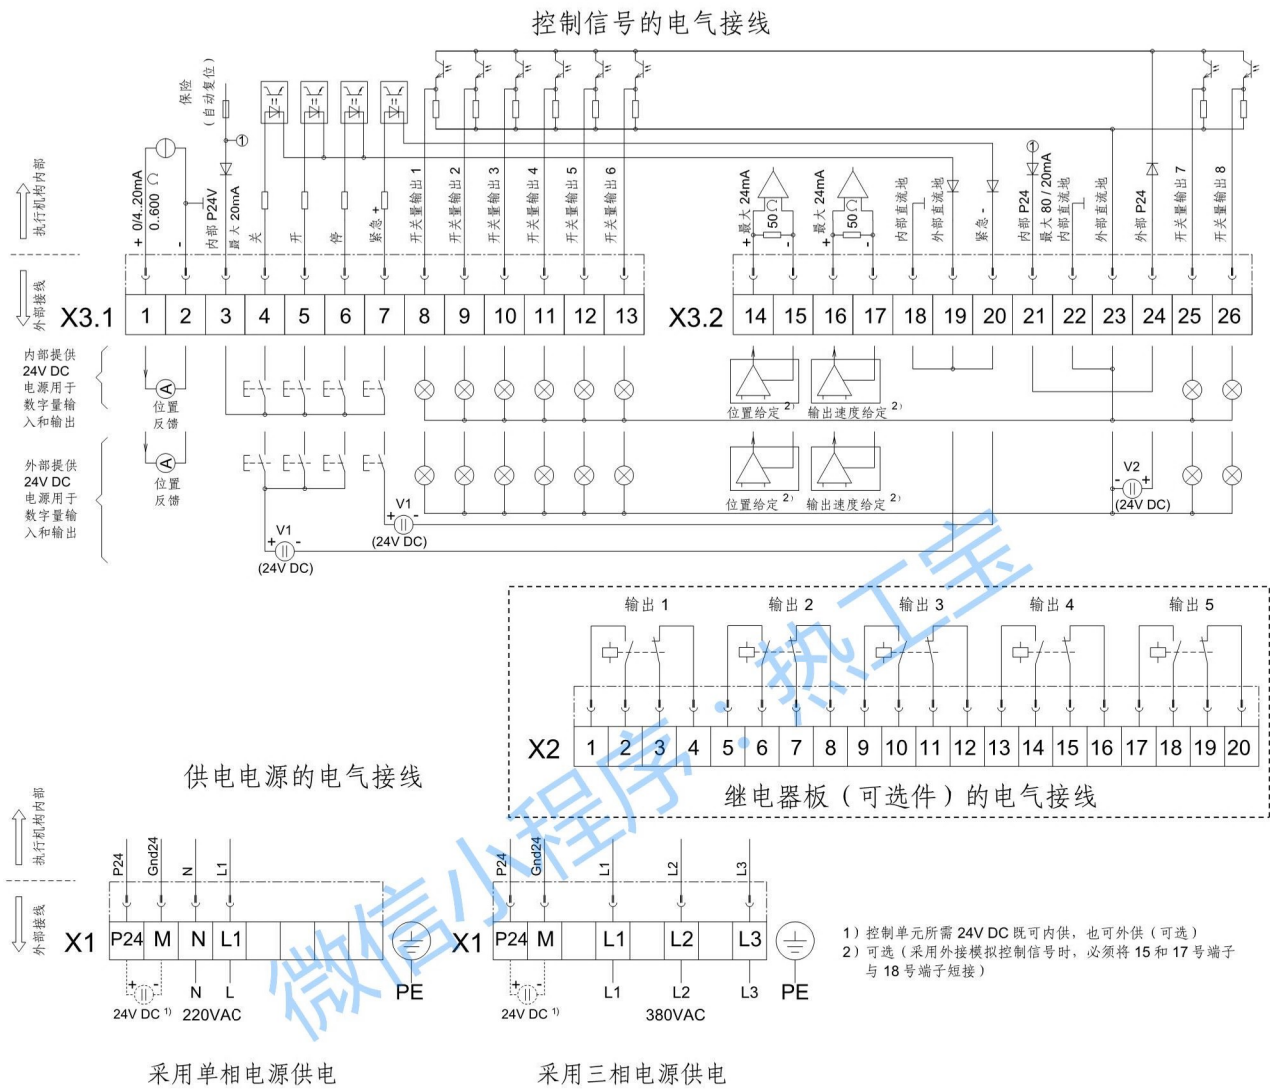 控制信号的电气接线
执行机构内部
外部接线
+ 0/4..20mA
0..600 Ω
-
保险
（自动复位）
①
内部 P24V
最大 20mA
关
开
停
紧急 +
开关量输出 1
开关量输出 2
开关量输出 3
开关量输出 4
开关量输出 5
开关量输出 6
+ 最大 24mA
50 Ω
-
+ 最大 24mA
50 Ω
-
内部直流地
外部直流地
紧急 -
①
内部 P24
最大 80 / 20mA
内部直流地
外部直流地
外部 P24
开关量输出 7
开关量输出 8
X3.1 1 2 3 4 5 6 7 8 9 10 11 12 13
X3.2 14 15 16 17 18 19 20 21 22 23 24 25 26
内部提供
24V DC
电源用于
数字量输
入和输出
A
位置
反馈
位置给定 2)
输出速度给定 2)
外部提供
24V DC
电源用于
数字量输
入和输出
A
位置
反馈
V1
+ -
(24V DC)
V1
+ -
(24V DC)
位置给定 2)
输出速度给定 2)
V2
- +
(24V DC)
输出 1 输出 2 输出 3 输出 4 输出 5
X2 1 2 3 4 5 6 7 8 9 10 11 12 13 14 15 16 17 18 19 20
继电器板（可选件）的电气接线
供电电源的电气接线
执行机构内部
外部接线
P24 Gnd24 N L1
X1 P24 M N L1
+ -
24V DC 1)
N L
220VAC
PE
采用单相电源供电
P24 Gnd24 L1 L2 L3
X1 P24 M L1 L2 L3
+ -
24V DC 1)
L1 L2 L3
380VAC
PE
采用三相电源供电
1）控制单元所需 24V DC 既可内供，也可外供（可选）
2）可选（采用外接模拟控制信号时，必须将 15 和 17 号端子
与 18 号端子短接）
微信小程序：热工宝